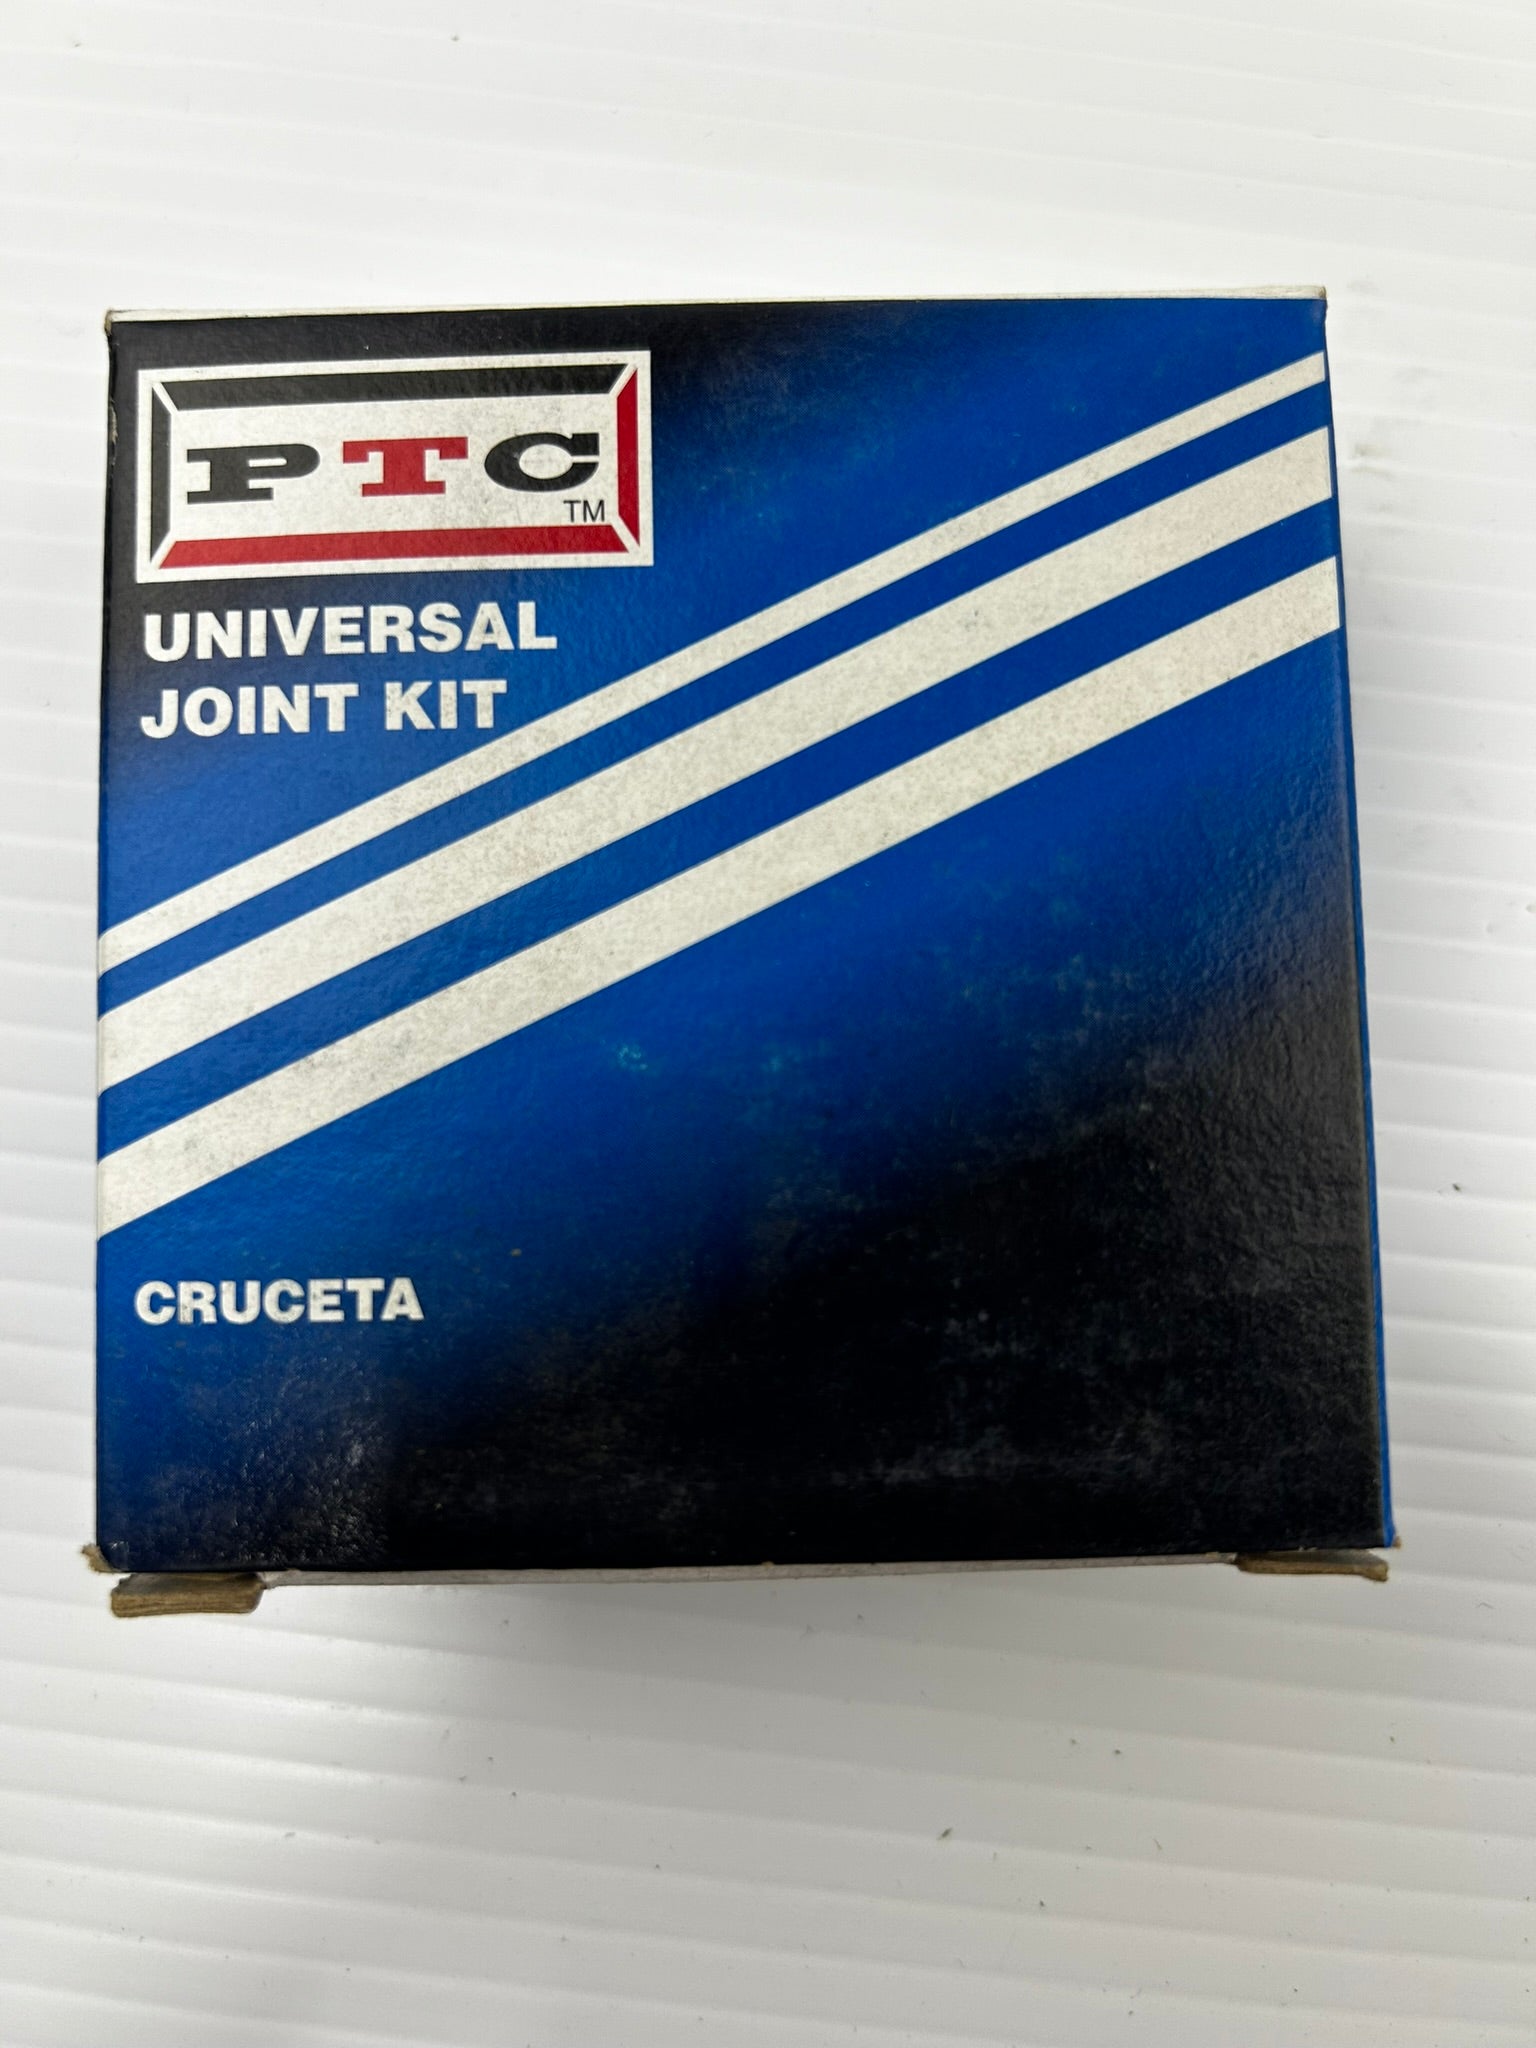 PTC
TM
UNIVERSAL
JOINT KIT
CRUCETA